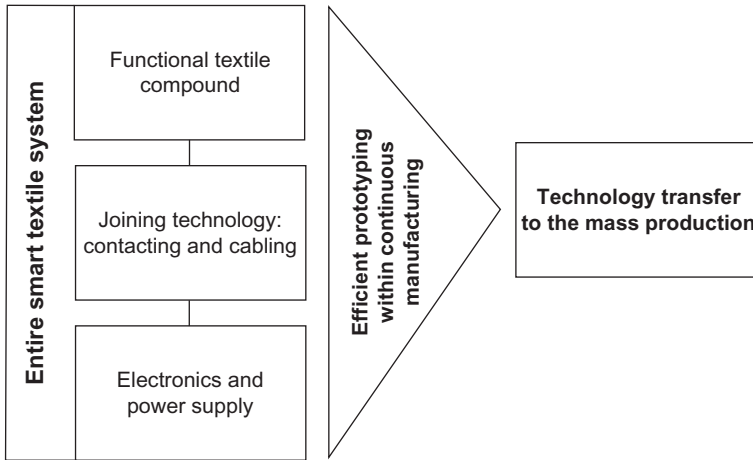 Entire smart textile system
Functional textile
compound
Joining technology:
contacting and cabling
Electronics and
power supply
Efficient prototyping
within continuous
manufacturing
Technology transfer
to the mass production